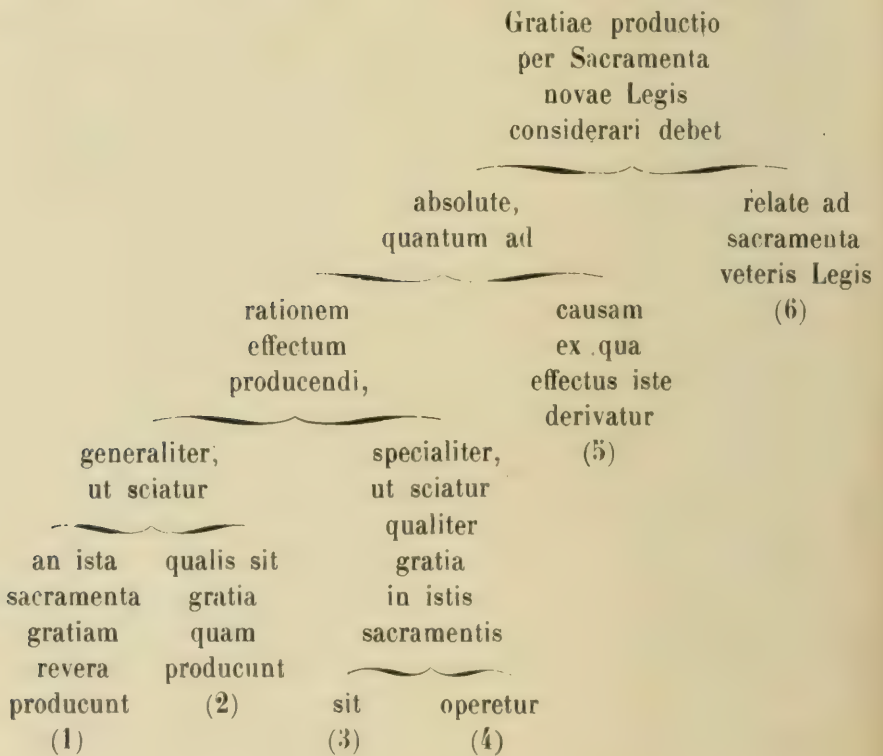 Gratiae productio
per Sacramenta
novae Legis
considerari debet
absolute,
quantum ad
relate ad
sacramenta
veteris Legis
(6)
rationem
effectum
producendi,
causam
ex qua
effectus iste
derivatur
(5)
generaliter,
ut sciatur
specialiter,
ut sciatur
qualiter
gratia
in istis
sacramentis
an ista
sacramenta
gratiam
revera
producunt
(1)
qualis sit
gratia
quam
producunt
(2)
sit
(3)
operetur
(4)